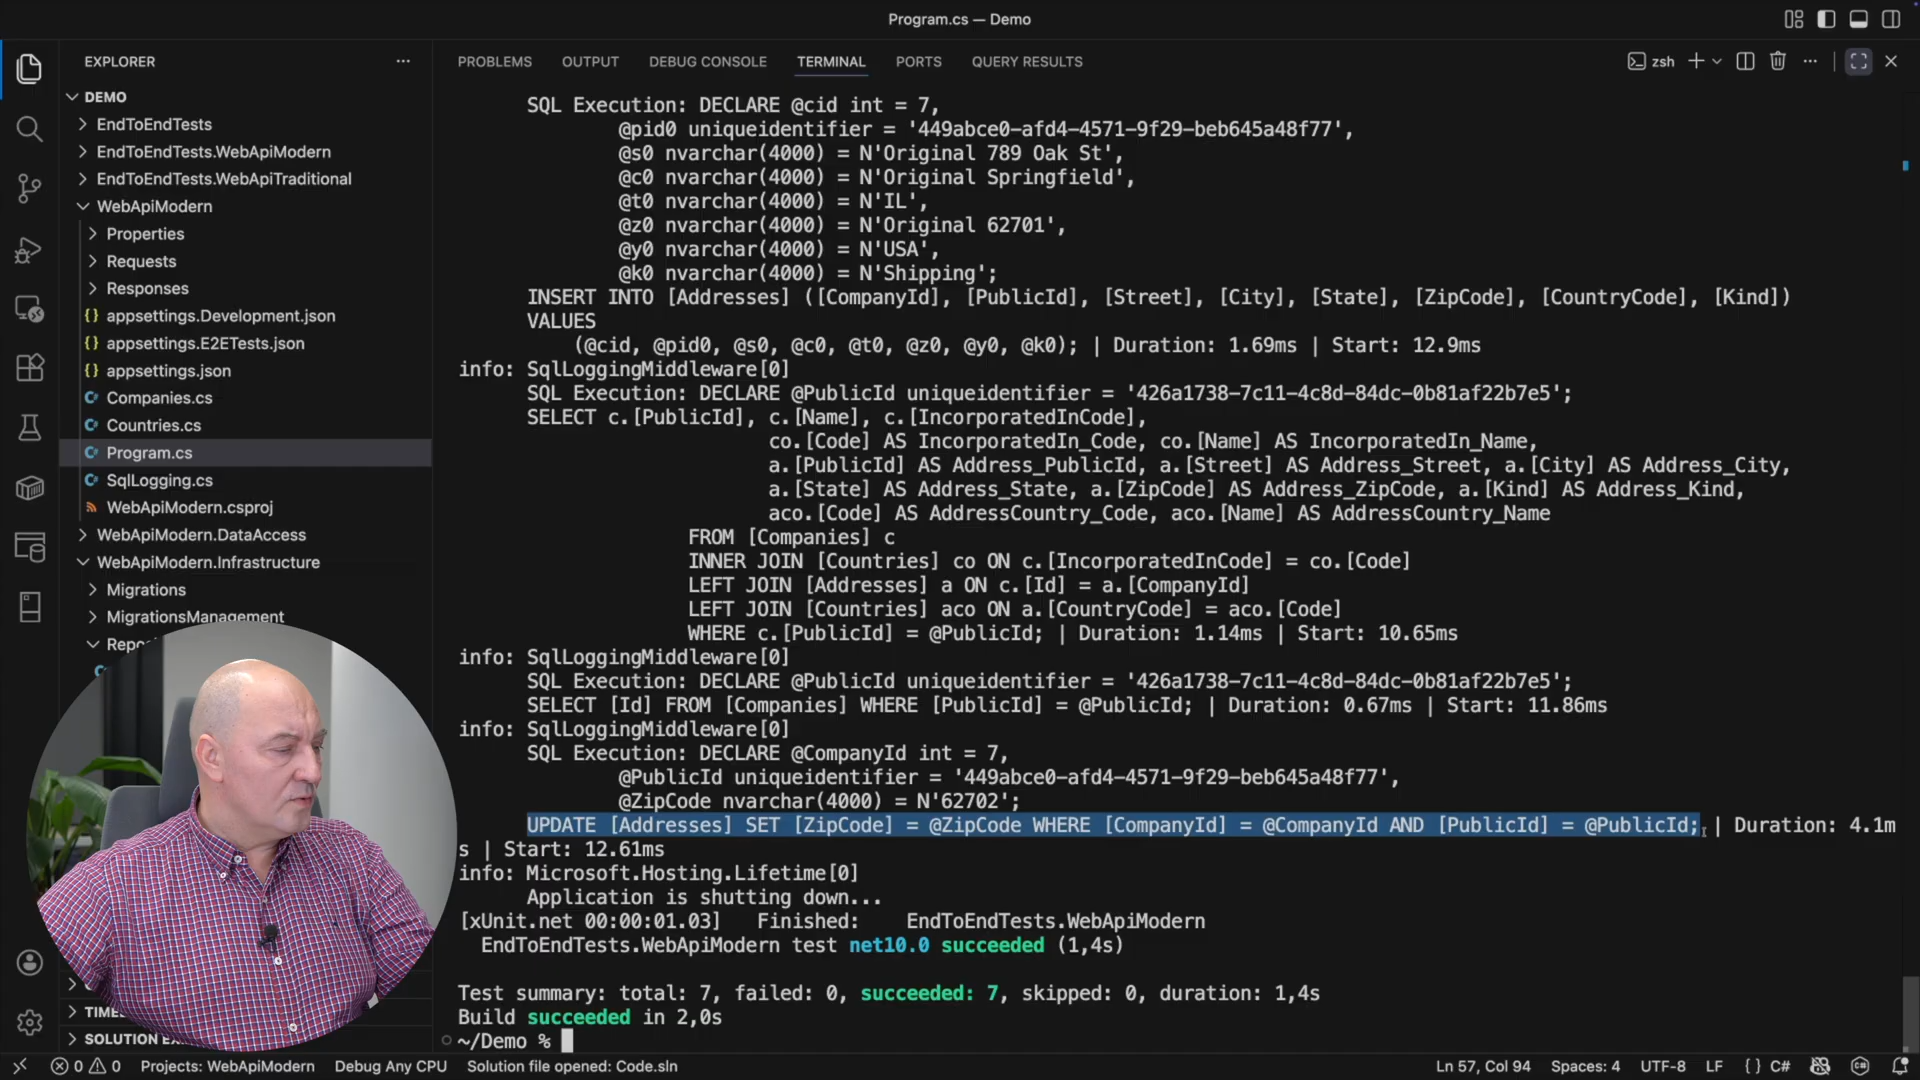 Program.cs — Demo
EXPLORER
DEMO
EndToEndTests
EndToEndTests.WebApiModern
EndToEndTests.WebApiTraditional
WebApiModern
Properties
Requests
Responses
appsettings.Development.json
appsettings.E2ETests.json
appsettings.json
Companies.cs
Countries.cs
Program.cs
SqlLogging.cs
WebApiModern.csproj
WebApiModern.DataAccess
WebApiModern.Infrastructure
Migrations
MigrationsManagement
SOLUTION
PROBLEMS OUTPUT DEBUG CONSOLE TERMINAL PORTS QUERY RESULTS
zsh
SQL Execution: DECLARE @cid int = 7,
@pid0 uniqueidentifier = '449abce0-afd4-4571-9f29-beb645a48f77',
@s0 nvarchar(4000) = N'Original 789 Oak St',
@c0 nvarchar(4000) = N'Original Springfield',
@t0 nvarchar(4000) = N'IL',
@z0 nvarchar(4000) = N'Original 62701',
@y0 nvarchar(4000) = N'USA',
@k0 nvarchar(4000) = N'Shipping';
INSERT INTO [Addresses] ([CompanyId], [PublicId], [Street], [City], [State], [ZipCode], [CountryCode], [Kind])
VALUES
(@cid, @pid0, @s0, @c0, @t0, @z0, @y0, @k0); | Duration: 1.69ms | Start: 12.9ms
info: SqlLoggingMiddleware[0]
SQL Execution: DECLARE @PublicId uniqueidentifier = '426a1738-7c11-4c8d-84dc-0b81af22b7e5';
SELECT c.[PublicId], c.[Name], c.[IncorporatedInCode],
co.[Code] AS IncorporatedIn_Code, co.[Name] AS IncorporatedIn_Name,
a.[PublicId] AS Address_PublicId, a.[Street] AS Address_Street, a.[City] AS Address_City,
a.[State] AS Address_State, a.[ZipCode] AS Address_ZipCode, a.[Kind] AS Address_Kind,
aco.[Code] AS AddressCountry_Code, aco.[Name] AS AddressCountry_Name
FROM [Companies] c
INNER JOIN [Countries] co ON c.[IncorporatedInCode] = co.[Code]
LEFT JOIN [Addresses] a ON c.[Id] = a.[CompanyId]
LEFT JOIN [Countries] aco ON a.[CountryCode] = aco.[Code]
WHERE c.[PublicId] = @PublicId; | Duration: 1.14ms | Start: 10.65ms
info: SqlLoggingMiddleware[0]
SQL Execution: DECLARE @PublicId uniqueidentifier = '426a1738-7c11-4c8d-84dc-0b81af22b7e5';
SELECT [Id] FROM [Companies] WHERE [PublicId] = @PublicId; | Duration: 0.67ms | Start: 11.86ms
info: SqlLoggingMiddleware[0]
SQL Execution: DECLARE @CompanyId int = 7,
@PublicId uniqueidentifier = '449abce0-afd4-4571-9f29-beb645a48f77',
@ZipCode nvarchar(4000) = N'62702';
UPDATE [Addresses] SET [ZipCode] = @ZipCode WHERE [CompanyId] = @CompanyId AND [PublicId] = @PublicId; | Duration: 4.1m
s | Start: 12.61ms
info: Microsoft.Hosting.Lifetime[0]
Application is shutting down...
[xUnit.net 00:00:01.03] Finished: EndToEndTests.WebApiModern
EndToEndTests.WebApiModern test net10.0 succeeded (1,4s)
Test summary: total: 7, failed: 0, succeeded: 7, skipped: 0, duration: 1,4s
Build succeeded in 2,0s
~/Demo %
0 0 Projects: WebApiModern Debug Any CPU Solution file opened: Code.sln Ln 57, Col 94 Spaces: 4 UTF-8 LF { } C#